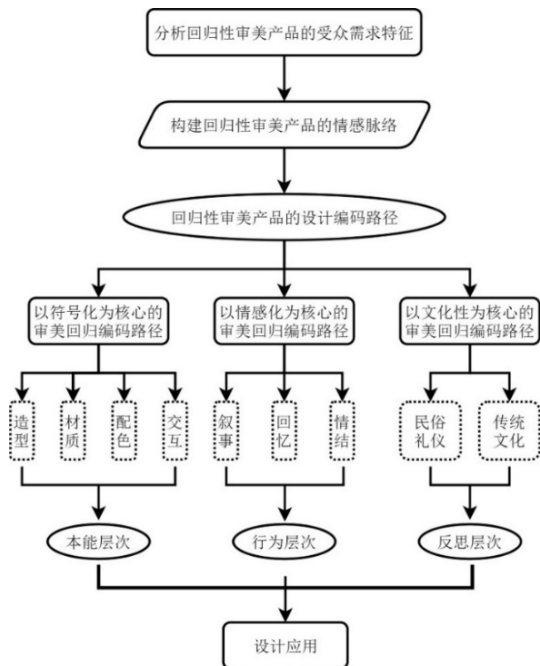 分析回归性审美产品的受众需求特征
构建回归性审美产品的情感脉络
回归性审美产品的设计编码路径
以符号化为核心的
审美回归编码路径
以情感化为核心的
审美回归编码路径
以文化性为核心的
审美回归编码路径
造型
材质
配色
交互
叙事
回忆
情结
民俗
礼仪
传统
文化
本能层次
行为层次
反思层次
设计应用